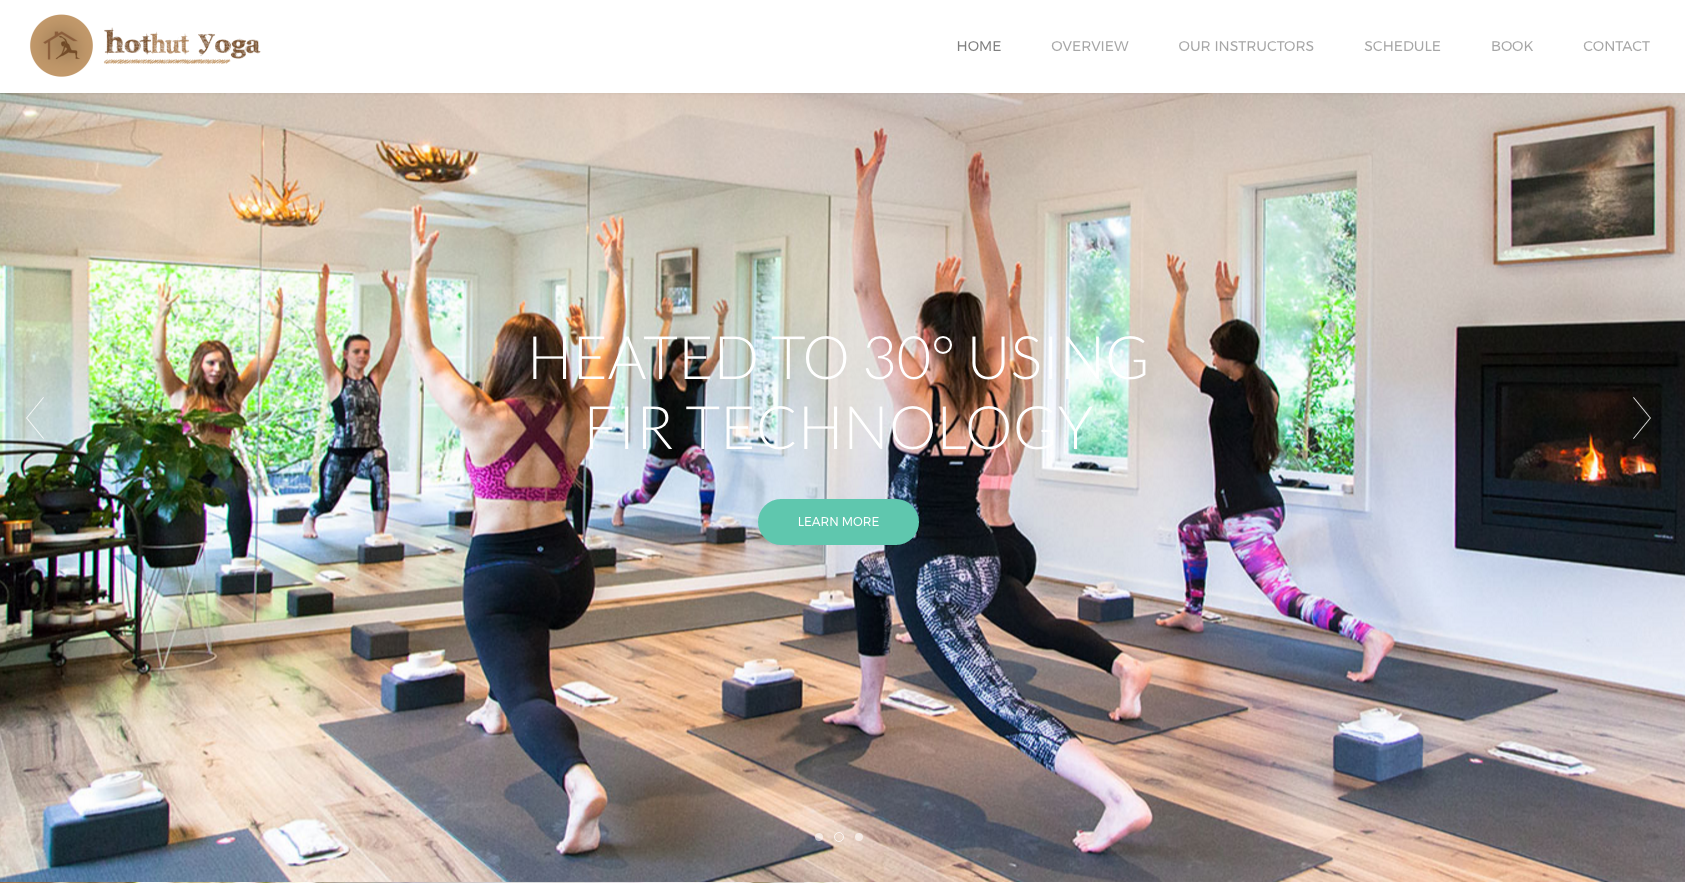 hothut Yoga
HOME
OVERVIEW
OUR INSTRUCTORS
SCHEDULE
BOOK
CONTACT
HEATED TO 30° USING
FIR TECHNOLOGY
LEARN MORE